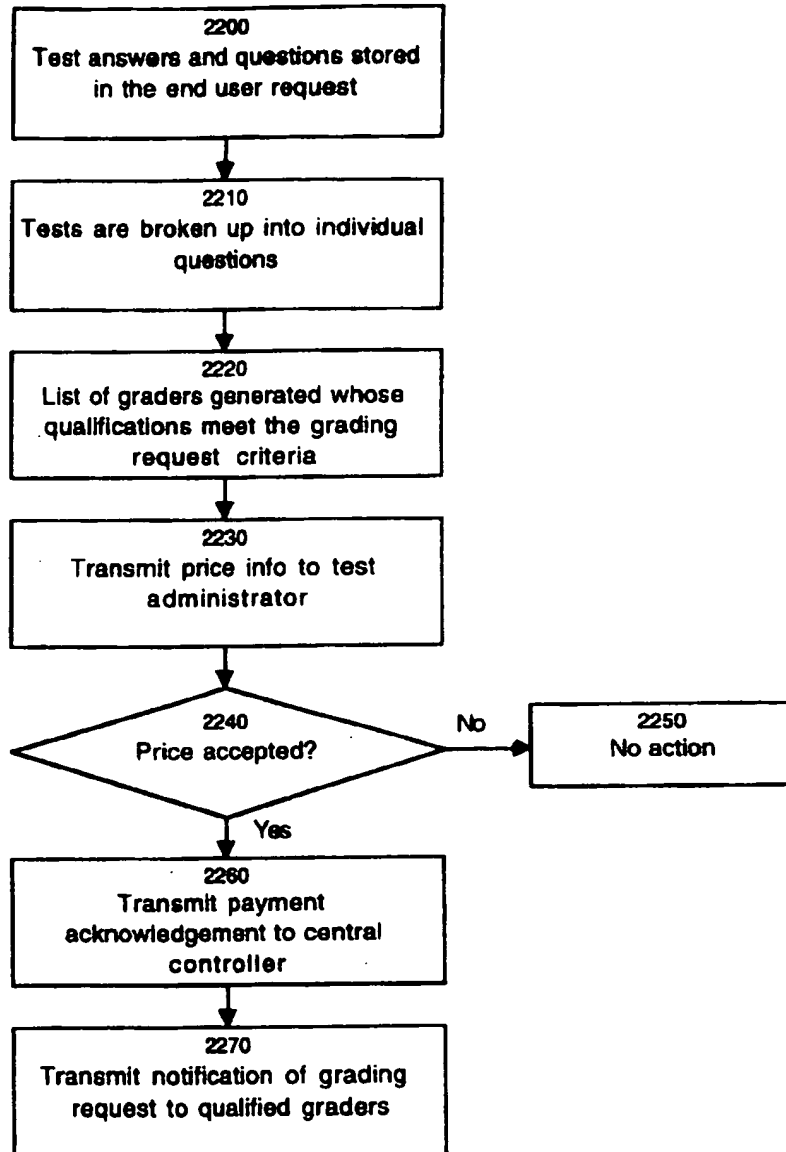 2200
Test answers and questions stored
in the end user request
2210
Tests are broken up into individual
questions
2220
List of graders generated whose
qualifications meet the grading
request criteria
2230
Transmit price info to test
administrator
2240
Price accepted?
No
2250
No action
Yes
2260
Transmit payment
acknowledgement to central
controller
2270
Transmit notification of grading
request to qualified graders